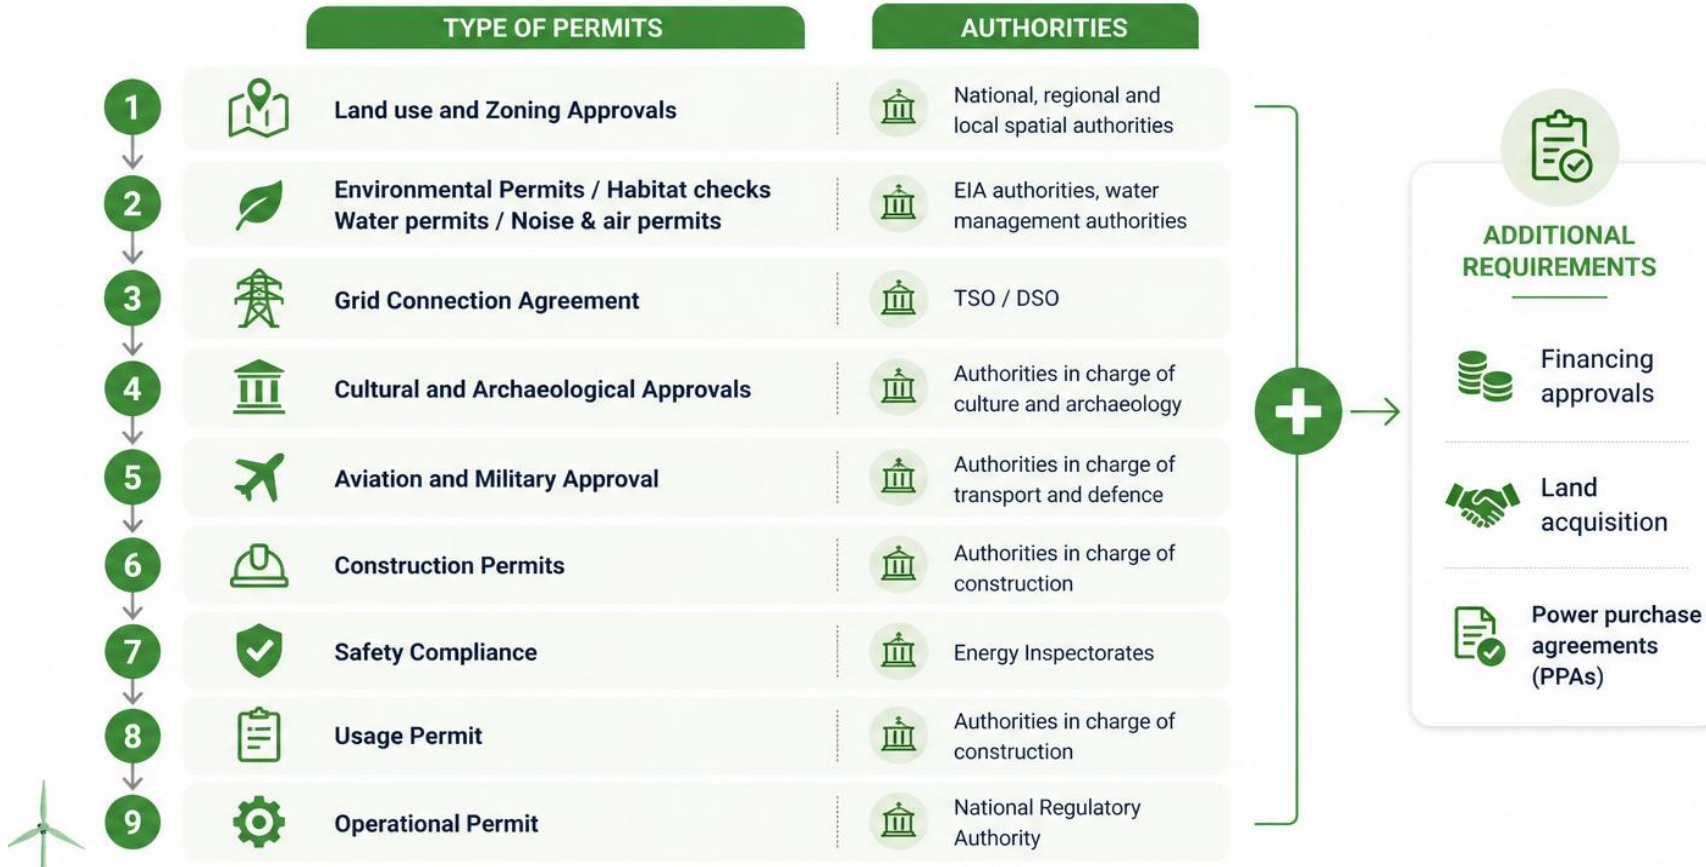 TYPE OF PERMITS
AUTHORITIES
1
Land use and Zoning Approvals
National, regional and
local spatial authorities
2
Environmental Permits / Habitat checks
Water permits / Noise & air permits
EIA authorities, water
management authorities
3
Grid Connection Agreement
TSO / DSO
4
Cultural and Archaeological Approvals
Authorities in charge of
culture and archaeology
5
Aviation and Military Approval
Authorities in charge of
transport and defence
6
Construction Permits
Authorities in charge of
construction
7
Safety Compliance
Energy Inspectorates
8
Usage Permit
Authorities in charge of
construction
9
Operational Permit
National Regulatory
Authority
ADDITIONAL
REQUIREMENTS
Financing
approvals
Land
acquisition
Power purchase
agreements
(PPAs)